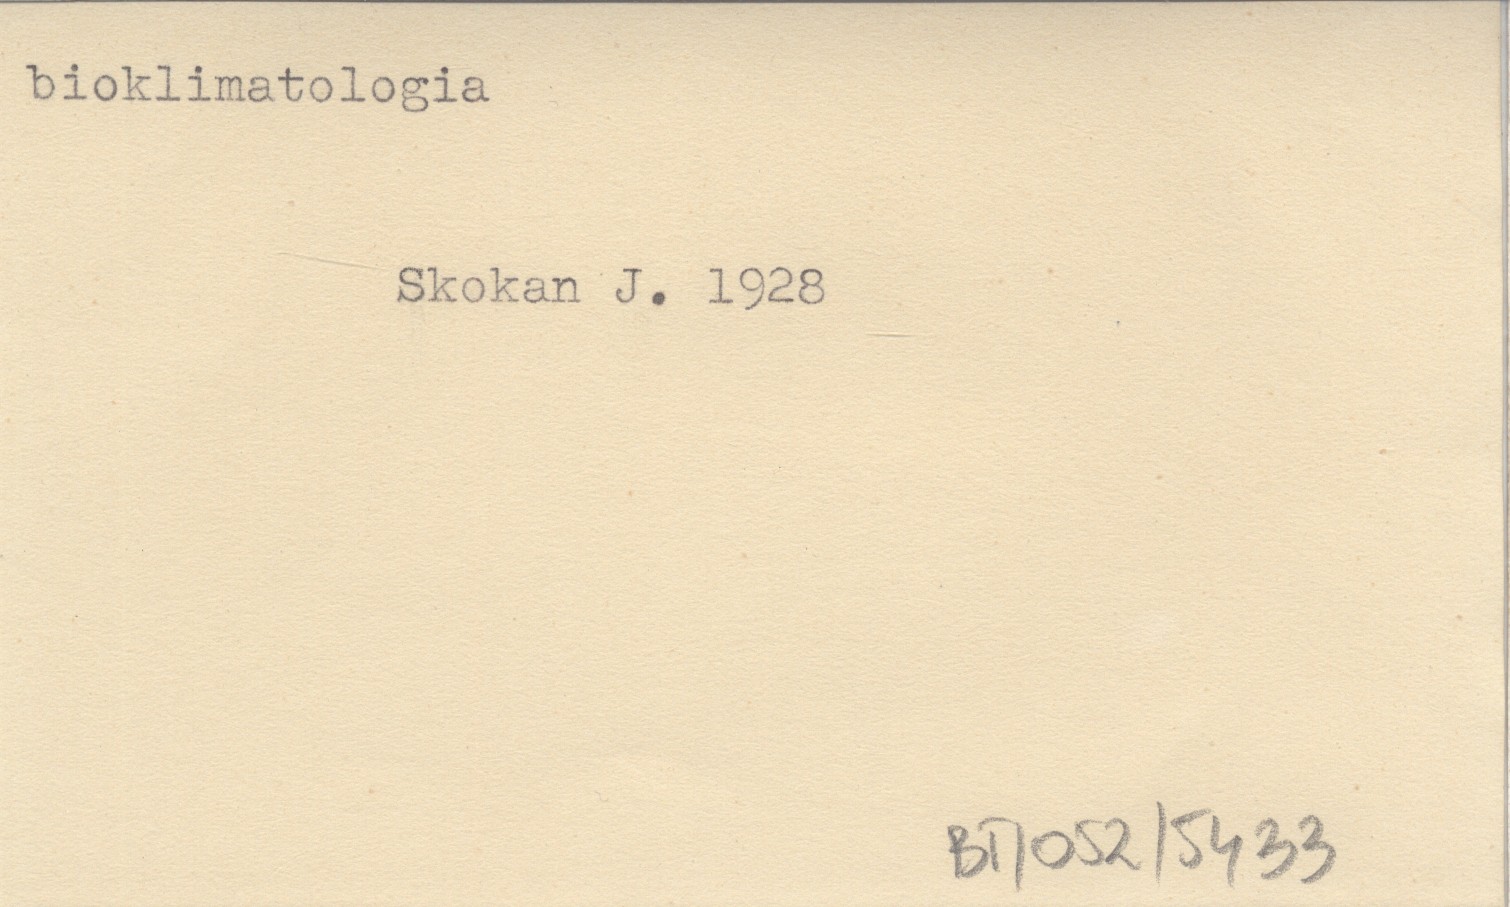 bioklimatologia
Skokan J. 1928
BT/052/5433